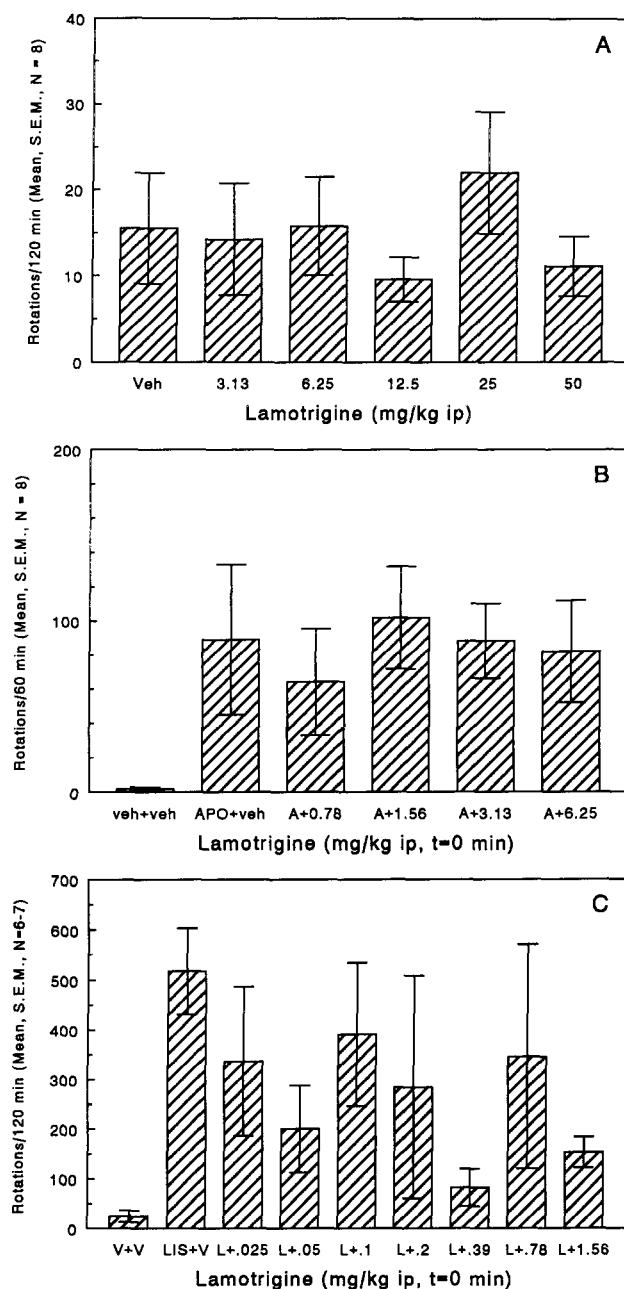 A
Rotations/120 min (Mean, S.E.M., N = 8)
40
30
20
10
0
Veh 3.13 6.25 12.5 25 50
Lamotrigine (mg/kg ip)
B
Rotations/60 min (Mean, S.E.M., N = 8)
200
100
0
veh+veh APO+veh A+0.78 A+1.56 A+3.13 A+6.25
Lamotrigine (mg/kg ip, t=0 min)
C
Rotations/120 min (Mean, S.E.M., N=6-7)
700
600
500
400
300
200
100
0
V+V LIS+V L+.025 L+.05 L+.1 L+.2 L+.39 L+.78 L+1.56
Lamotrigine (mg/kg ip, t=0 min)